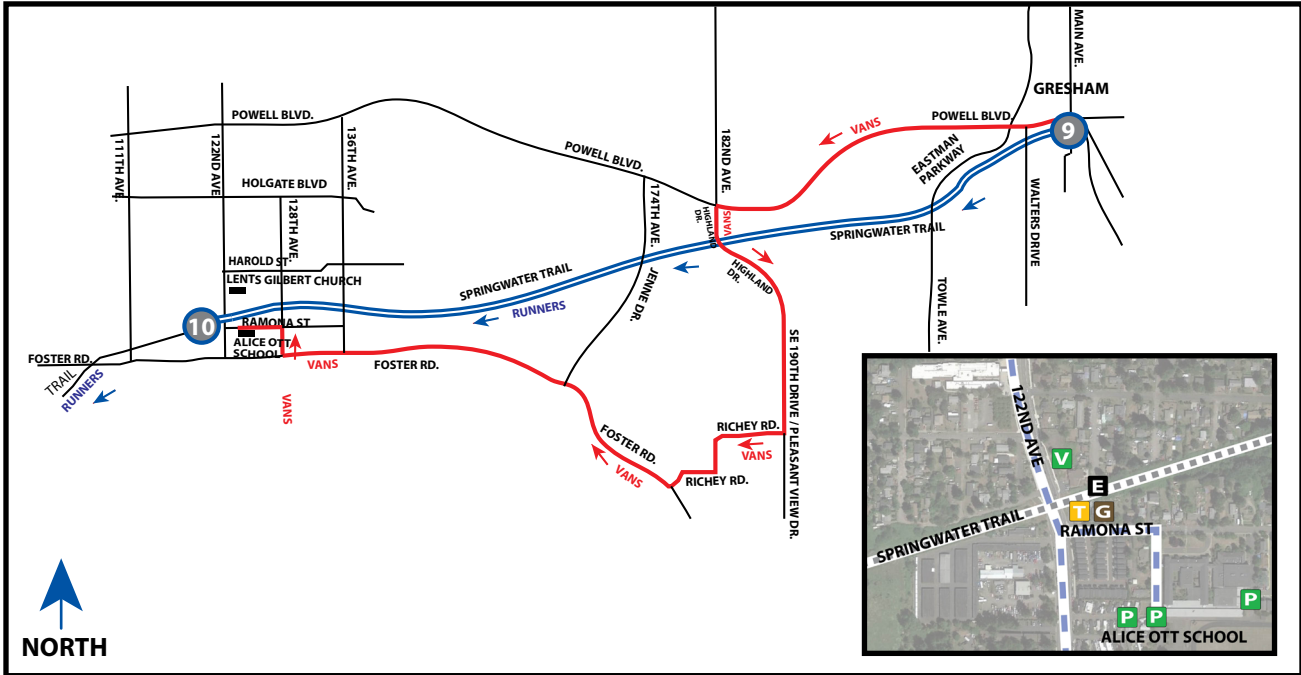 MAIN AVE.
GRESHAM
POWELL BLVD.
9
VANS
POWELL BLVD.
EASTMAN
PARKWAY
WALTERS DRIVE
182ND AVE.
POWELL BLVD.
136TH AVE.
122ND AVE.
111TH AVE.
HOLGATE BLVD
128TH AVE.
174TH AVE.
HIGHLAND
DR.
VANS
SPRINGWATER TRAIL
HAROLD ST
LENTS GILBERT CHURCH
SPRINGWATER TRAIL
RUNNERS
JENNE DR.
HIGHLAND
DR.
TOWLE AVE.
10
RAMONA ST
ALICE OTT
SCHOOL
FOSTER RD.
TRAIL
RUNNERS
VANS
FOSTER RD.
VANS
SE 190TH DRIVE / PLEASANT VIEW DR.
RICHEY RD.
VANS
FOSTER RD.
VANS
RICHEY RD.
NORTH
122ND AVE
V
E
T
G
SPRINGWATER TRAIL
RAMONA ST
P
P
P
ALICE OTT SCHOOL